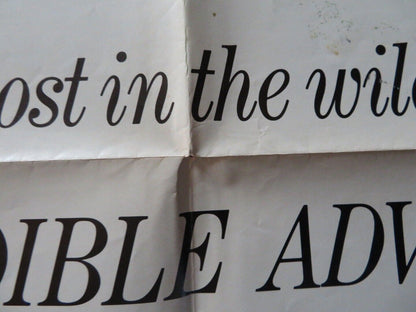 ost in the wil
DIBLE ADV